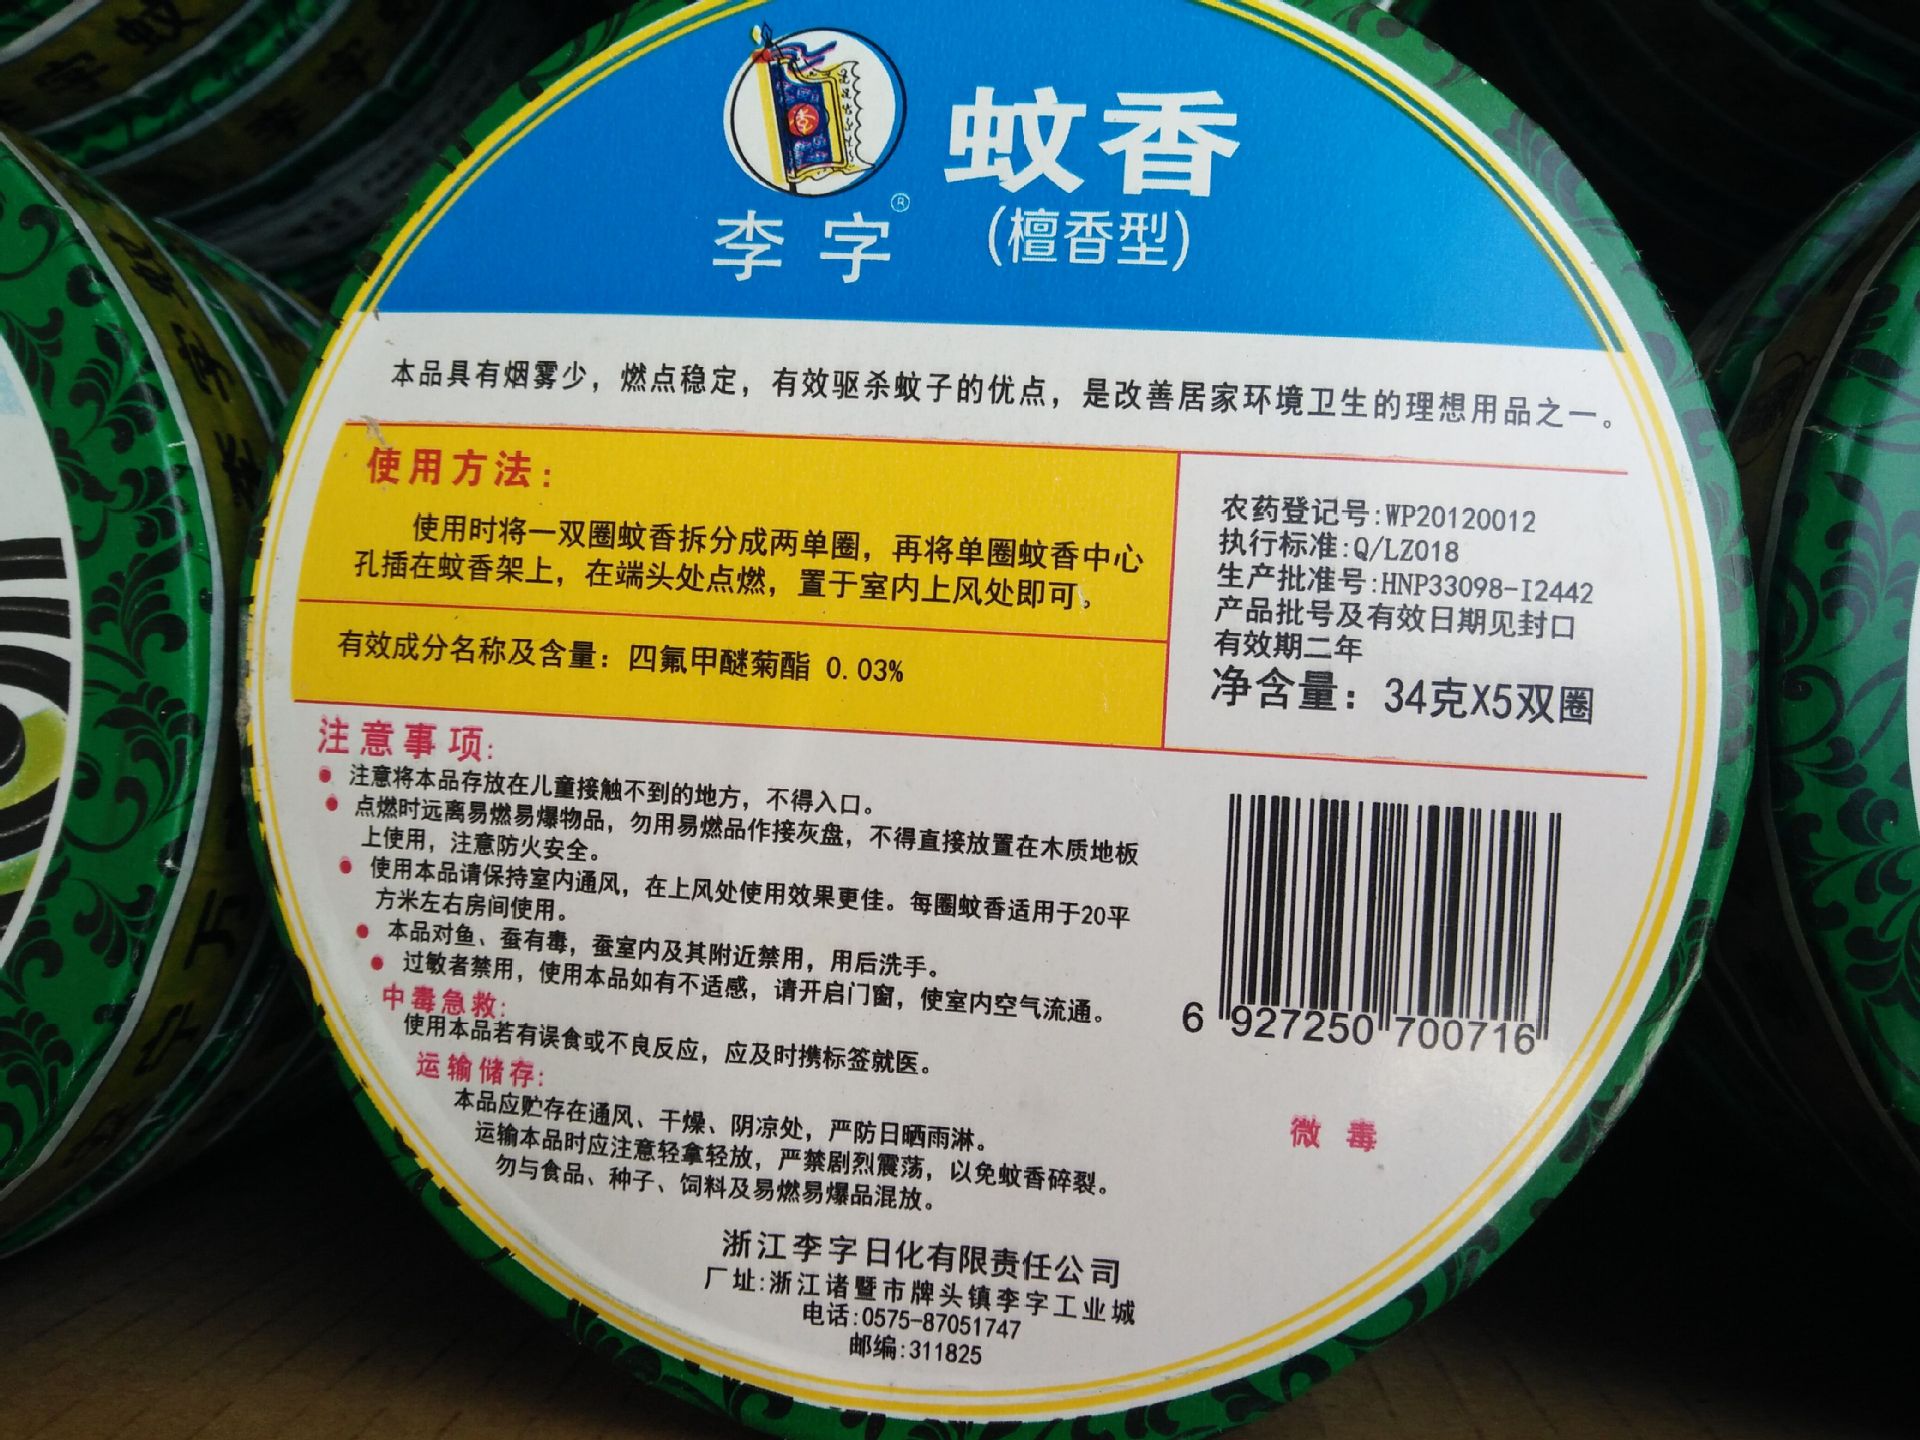 蚊香
李字®
(檀香型)
本品具有烟雾少，燃点稳定，有效驱杀蚊子的优点，是改善居家环境卫生的理想用品之一。
使用方法：
使用时将一双圈蚊香拆分成两单圈，再将单圈蚊香中心
孔插在蚊香架上，在端头处点燃，置于室内上风处即可。
有效成分名称及含量：四氟甲醚菊酯 0.03%
农药登记号:WP20120012
执行标准:Q/LZ018
生产批准号:HNP33098-I2442
产品批号及有效日期见封口
有效期二年
净含量：34克X5双圈
注意事项:
● 注意将本品存放在儿童接触不到的地方，不得入口。
● 点燃时远离易燃易爆物品，勿用易燃品作接灰盘，不得直接放置在木质地板
上使用，注意防火安全。
● 使用本品请保持室内通风，在上风处使用效果更佳。每圈蚊香适用于20平
方米左右房间使用。
● 本品对鱼、蚕有毒，蚕室内及其附近禁用，用后洗手。
● 过敏者禁用，使用本品如有不适感，请开启门窗，使室内空气流通。
中毒急救:
使用本品若有误食或不良反应，应及时携标签就医。
运输储存:
本品应贮存在通风、干燥、阴凉处，严防日晒雨淋。
运输本品时应注意轻拿轻放，严禁剧烈震荡，以免蚊香碎裂。
勿与食品、种子、饲料及易燃易爆品混放。
6 927250 700716
微毒
浙江李字日化有限责任公司
厂址:浙江诸暨市牌头镇李字工业城
电话:0575-87051747
邮编:311825